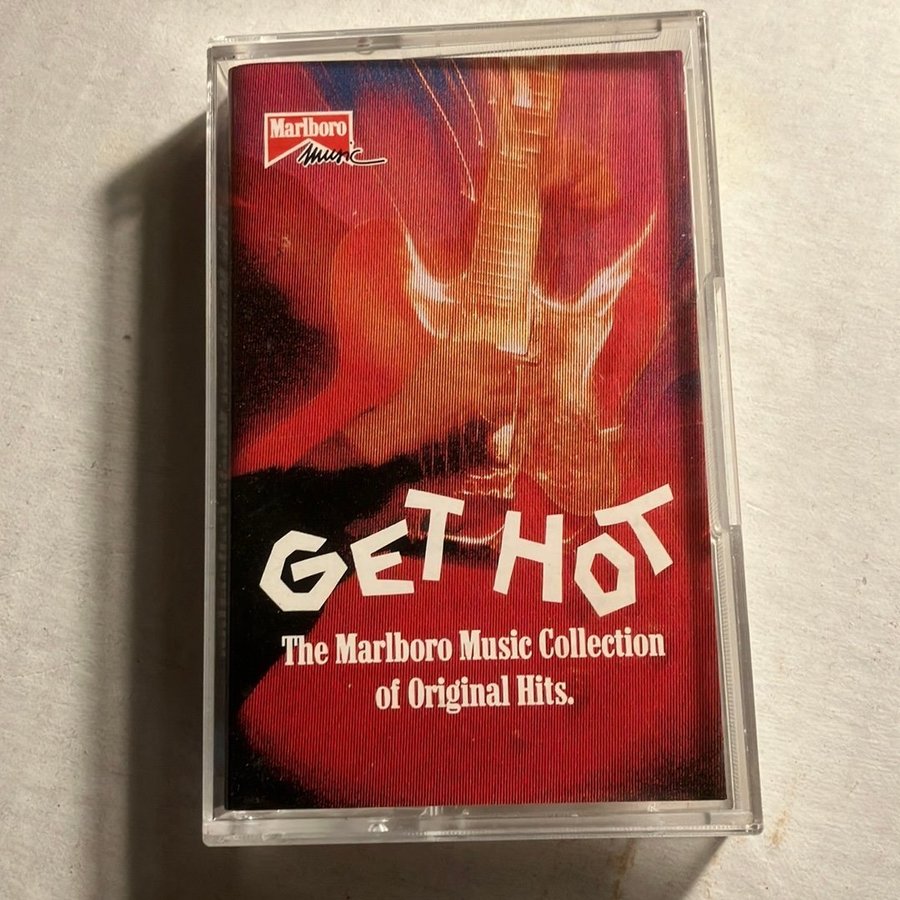 Marlboro
Music
GET HOT
The Marlboro Music Collection
of Original Hits.